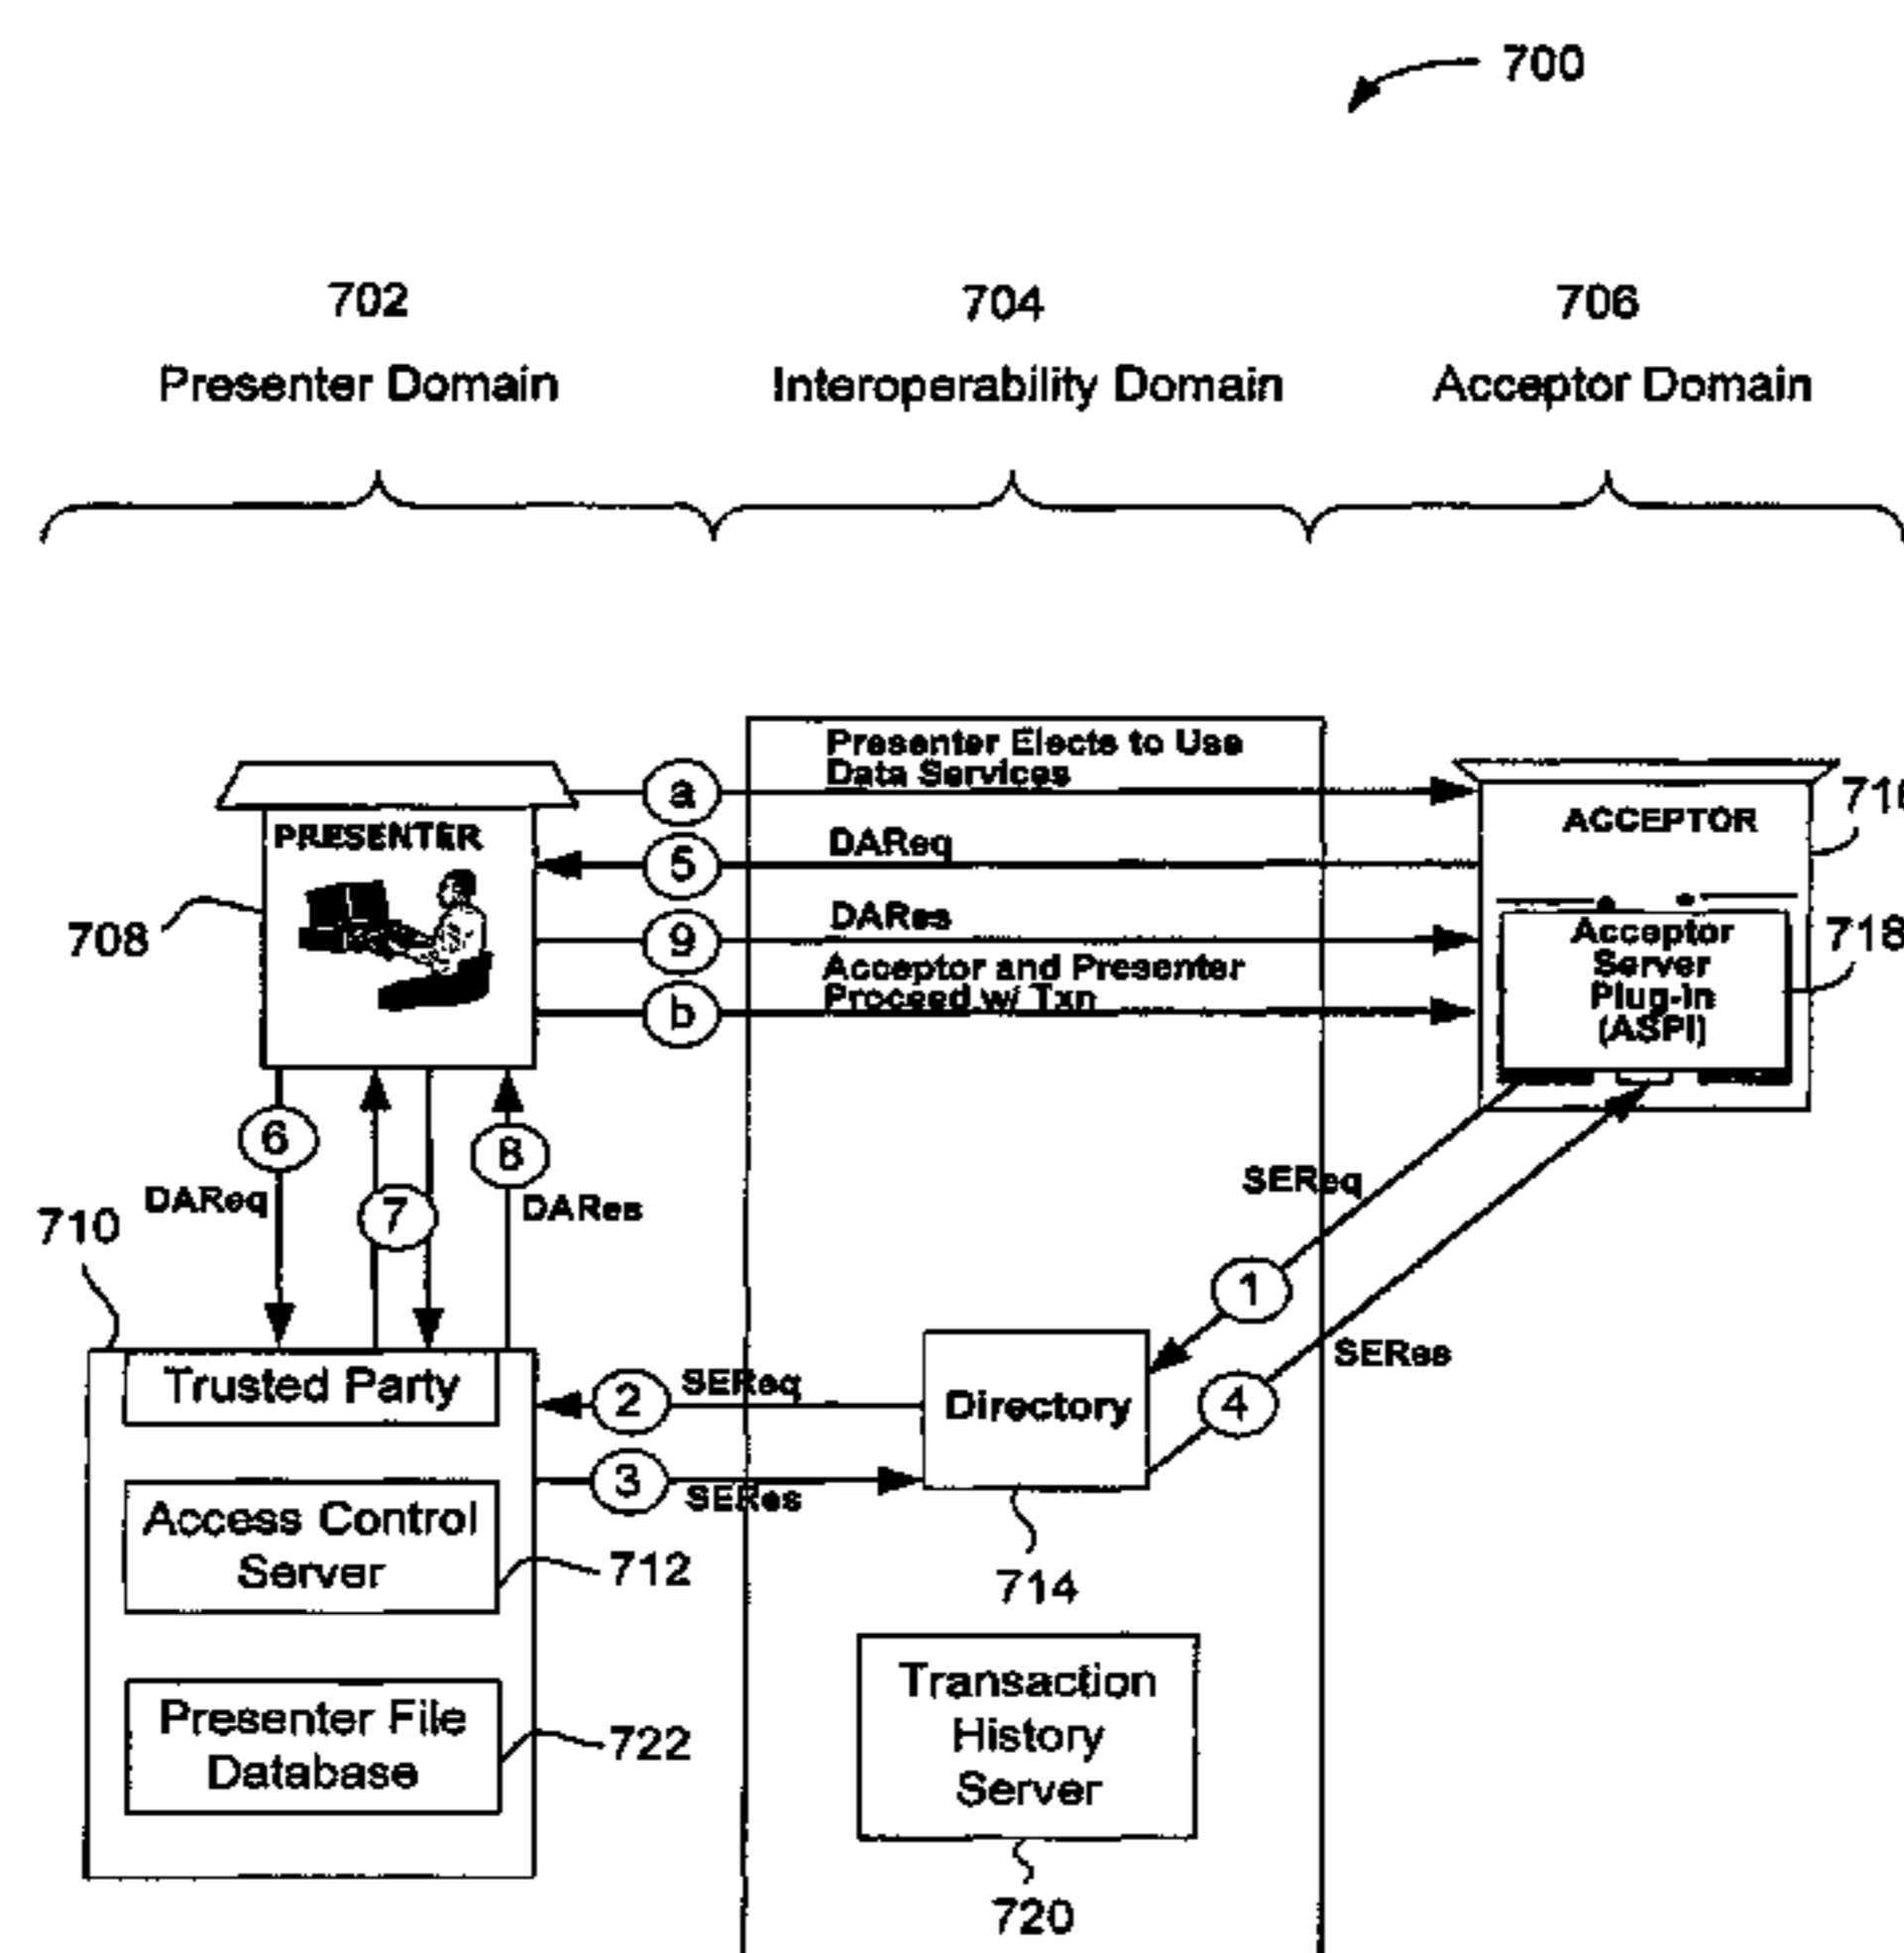 700
702
704
706
Presenter Domain
Interoperability Domain
Acceptor Domain
Presenter Elects to Use
Data Services
a
PRESENTER
ACCEPTOR
DAReq
5
708
DARes
9
Acceptor
Server
Plug-in
(ASPI)
718
Acceptor and Presenter
Proceed w/ Txn
b
6
8
DAReq
7
DARes
SEReq
710
1
SERes
Trusted Party
2
SEReq
Directory
4
3
SERes
Access Control
Server
712
714
Presenter File
Database
722
Transaction
History
Server
720